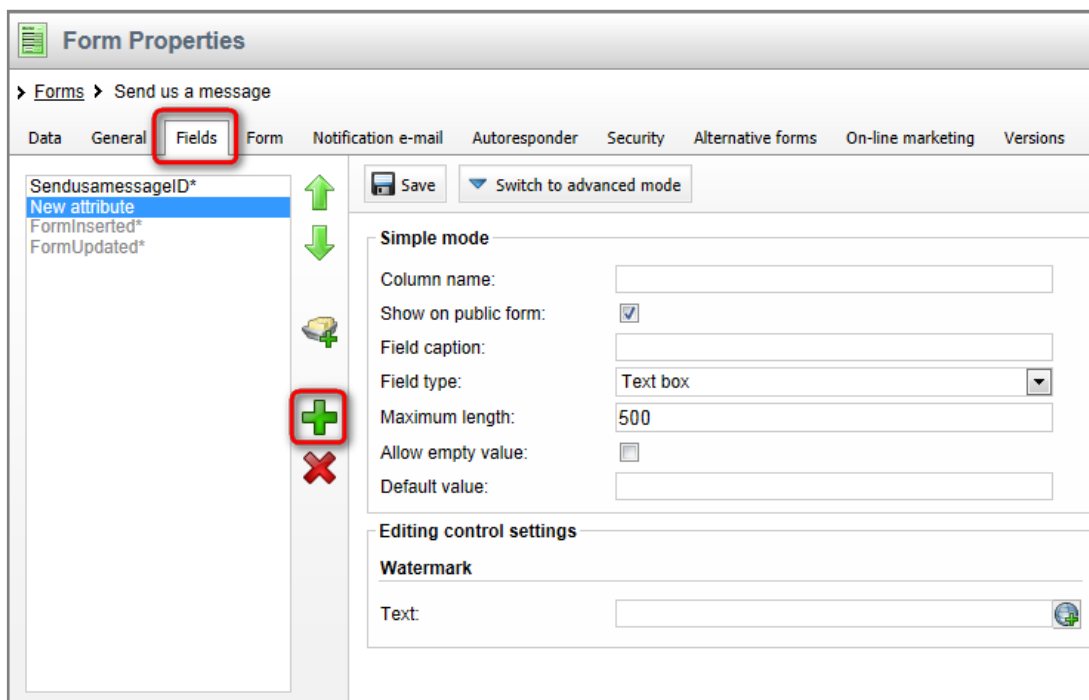 Form Properties
Forms > Send us a message
Data General Fields Form Notification e-mail Autoresponder Security Alternative forms On-line marketing Versions
SendusamessageID*
New attribute
FormInserted*
FormUpdated*
Save Switch to advanced mode
Simple mode
Column name:
Show on public form:
Field caption:
Field type: Text box
Maximum length: 500
Allow empty value:
Default value:
Editing control settings
Watermark
Text: